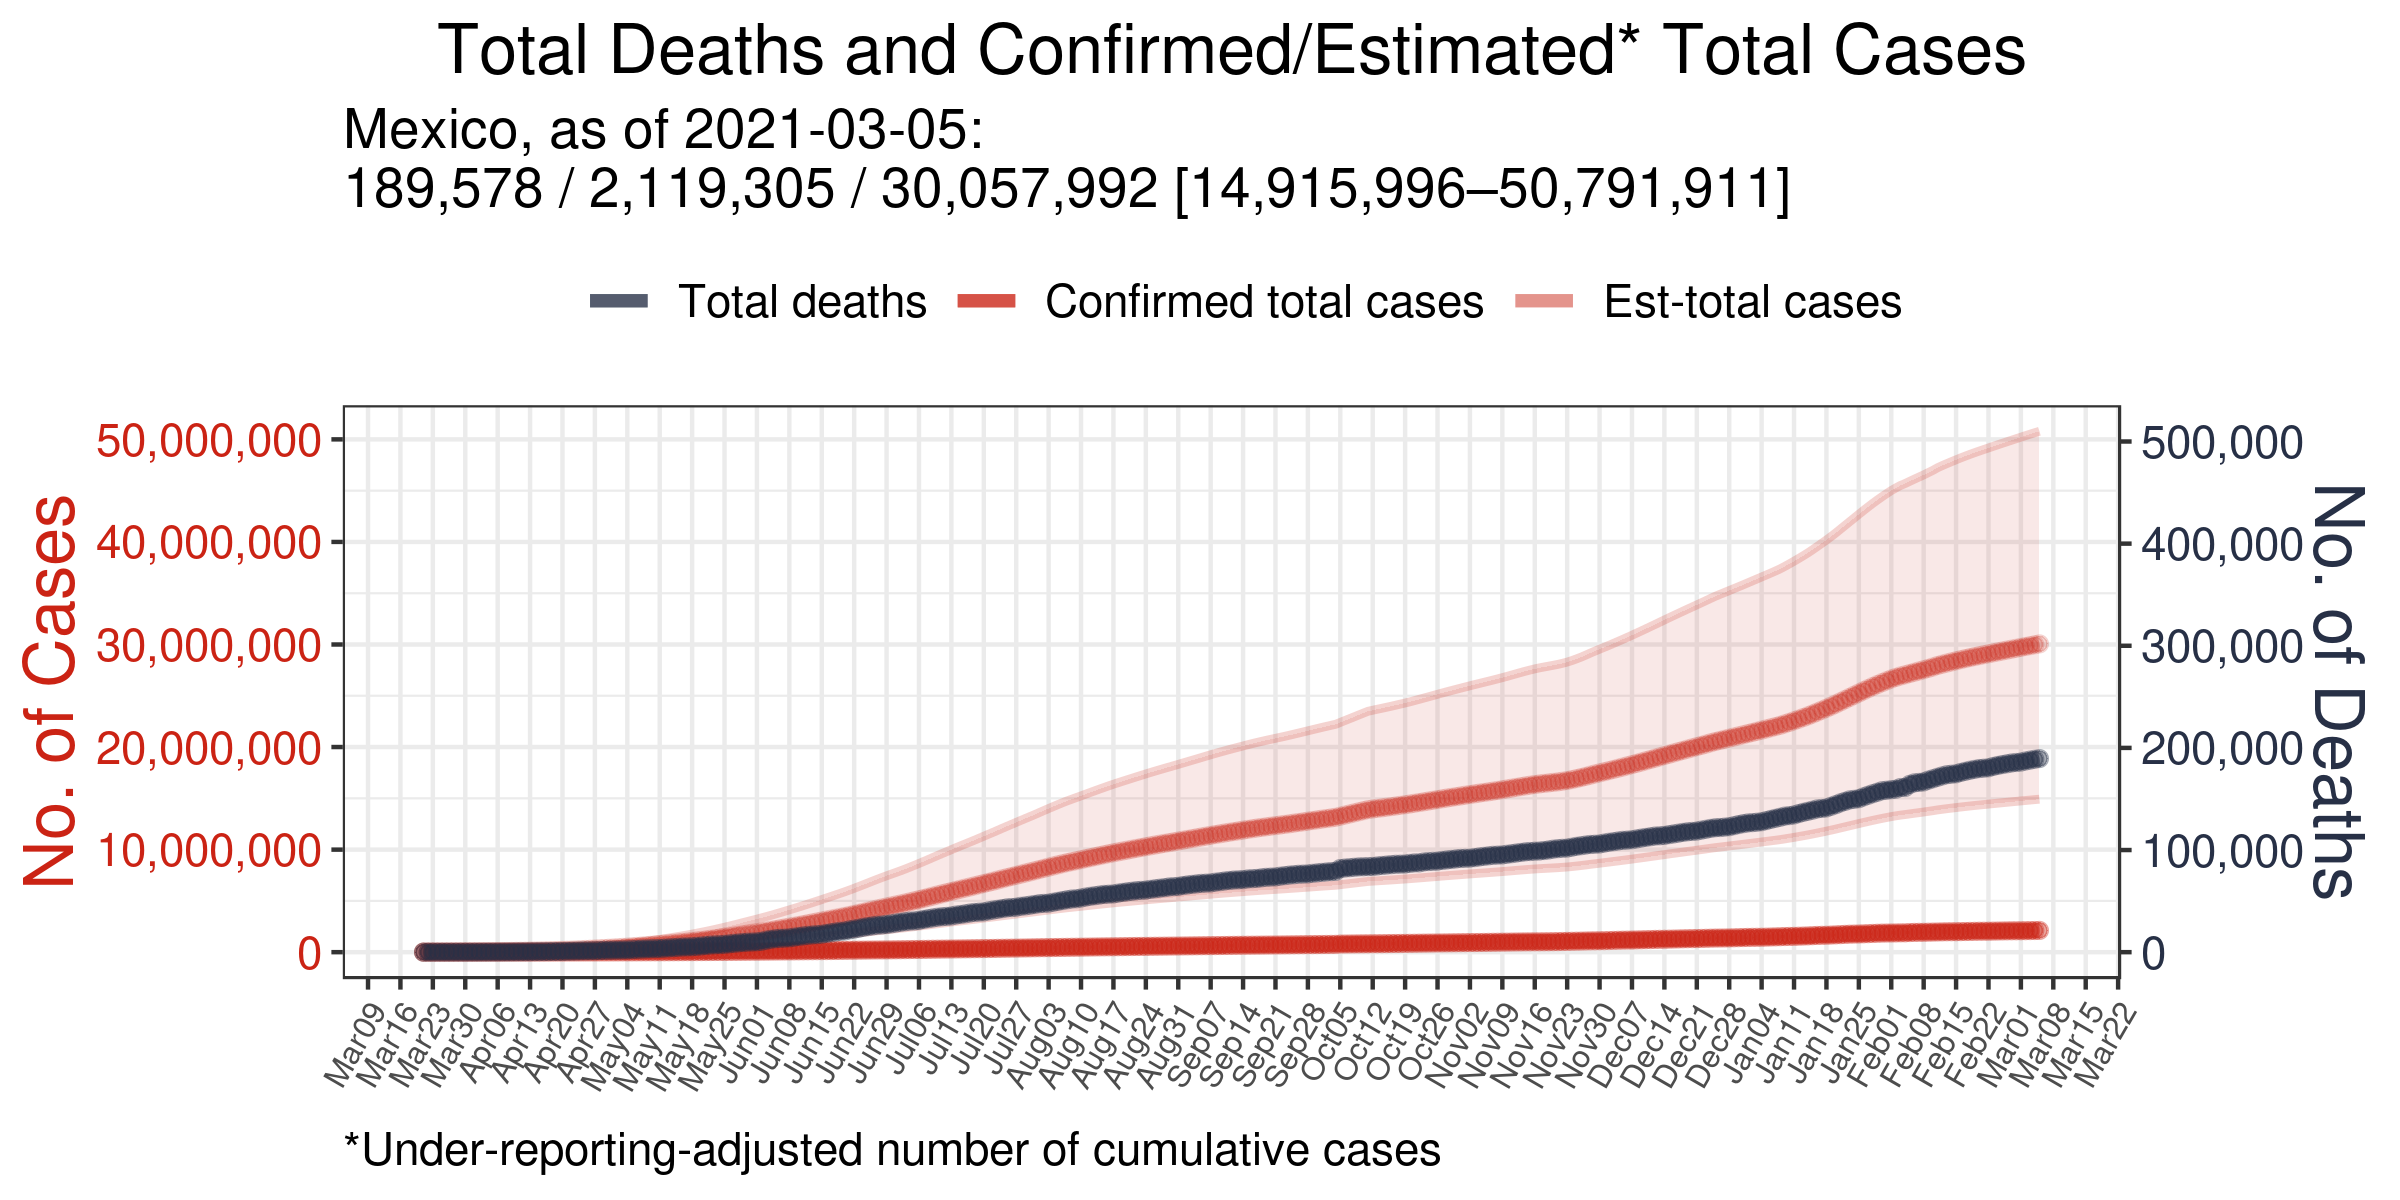 Total Deaths and Confirmed/Estimated* Total Cases
Mexico, as of 2021-03-05:
189,578 / 2,119,305 / 30,057,992 [14,915,996–50,791,911]
Total deaths
Confirmed total cases
Est-total cases
No. of Cases
50,000,000
40,000,000
30,000,000
20,000,000
10,000,000
0
500,000
400,000
300,000
200,000
100,000
0
No. of Deaths
Mar09
Mar16
Mar23
Mar30
Apr06
Apr13
Apr20
Apr27
May04
May11
May18
May25
Jun01
Jun08
Jun15
Jun22
Jun29
Jul06
Jul13
Jul20
Jul27
Aug03
Aug10
Aug17
Aug24
Aug31
Sep07
Sep14
Sep21
Sep28
Oct05
Oct12
Oct19
Oct26
Nov02
Nov09
Nov16
Nov23
Nov30
Dec07
Dec14
Dec21
Dec28
Jan04
Jan11
Jan18
Jan25
Feb01
Feb08
Feb15
Feb22
Mar01
Mar08
Mar15
Mar22
*Under-reporting-adjusted number of cumulative cases